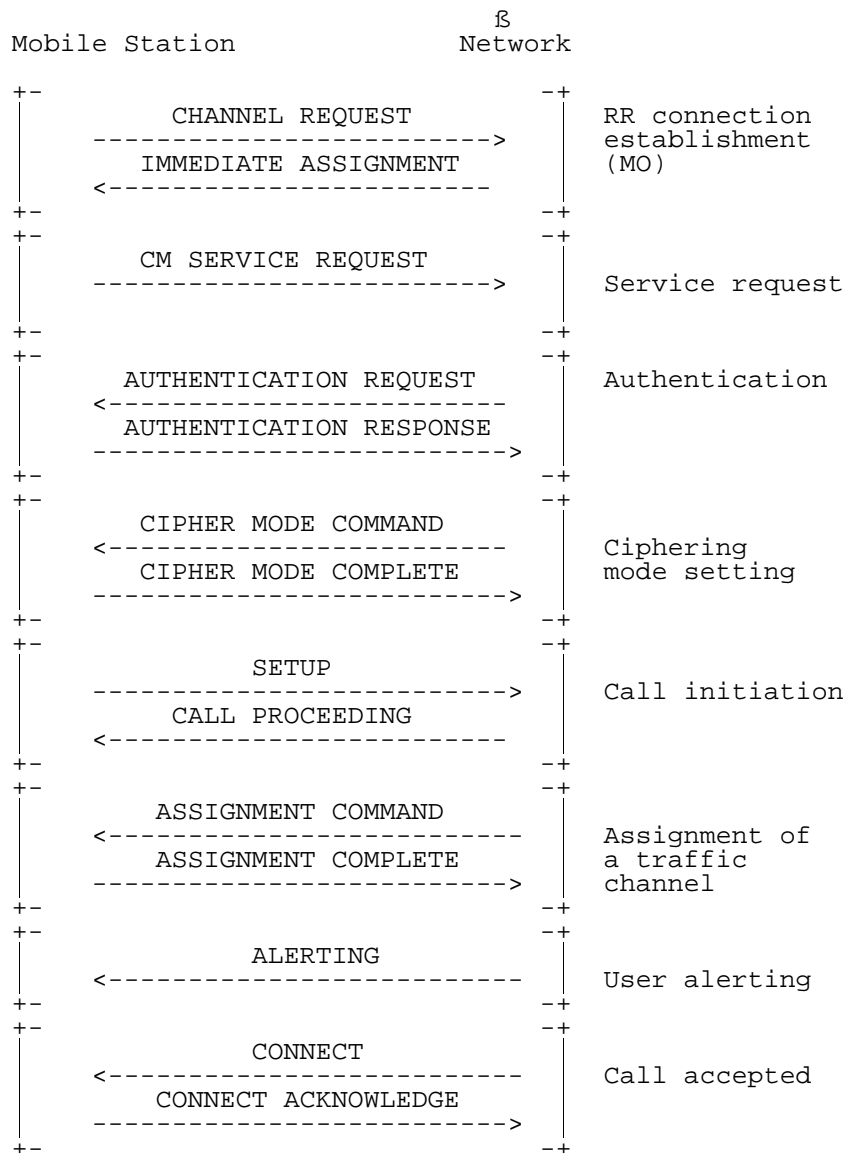 ß
Mobile Station Network
+- -+
CHANNEL REQUEST RR connection
-------------------------> establishment
IMMEDIATE ASSIGNMENT (MO)
<------------------------
+- -+
+- -+
CM SERVICE REQUEST
-------------------------> Service request
+- -+
+- -+
AUTHENTICATION REQUEST Authentication
<-------------------------
AUTHENTICATION RESPONSE
-------------------------->
+- -+
+- -+
CIPHER MODE COMMAND
<------------------------- Ciphering
CIPHER MODE COMPLETE mode setting
-------------------------->
+- -+
+- -+
SETUP
--------------------------> Call initiation
CALL PROCEEDING
<-------------------------
+- -+
+- -+
ASSIGNMENT COMMAND
<-------------------------- Assignment of
ASSIGNMENT COMPLETE a traffic
--------------------------> channel
+- -+
+- -+
ALERTING
<-------------------------- User alerting
+- -+
+- -+
CONNECT
<-------------------------- Call accepted
CONNECT ACKNOWLEDGE
-------------------------->
+- -+